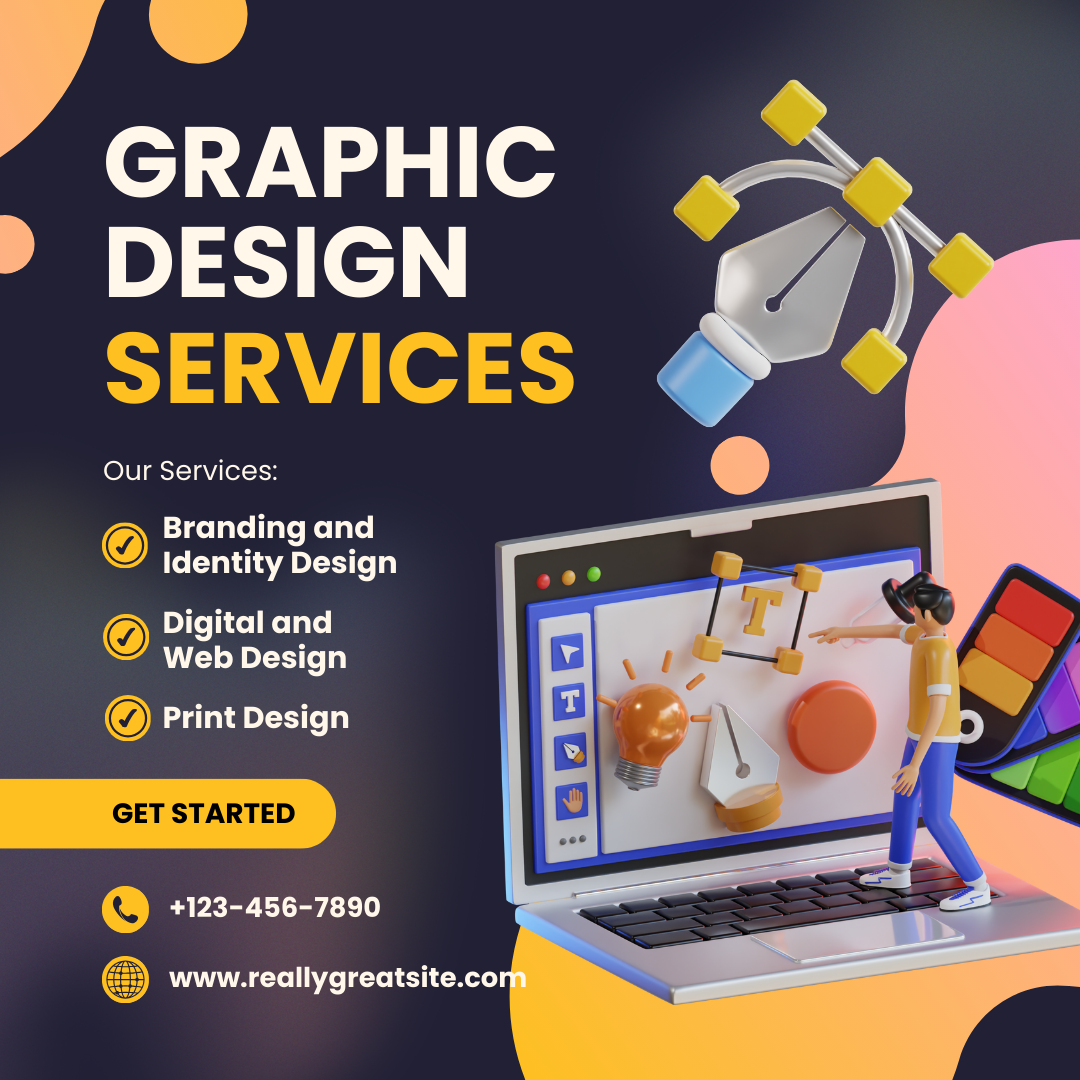 GRAPHIC
DESIGN
SERVICES
Our Services:
Branding and
Identity Design
Digital and
Web Design
Print Design
GET STARTED
+123-456-7890
www.reallygreatsite.com
T
T